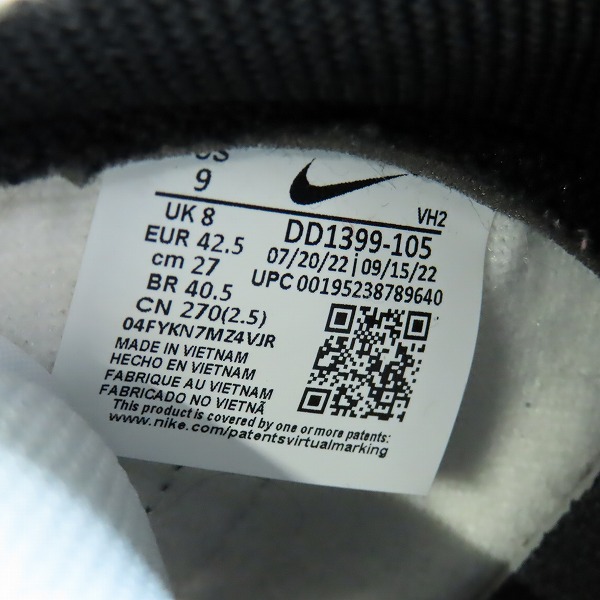 US
9
UK 8
EUR 42.5
cm 27
BR 40.5
CN 270(2.5)
04FYKN7MZ4VJR
MADE IN VIETNAM
HECHO EN VIETNAM
FABRIQUE AU VIETNAM
FABRICADO NO VIETNÃ
This product is covered by one or more patents:
www.nike.com/patentsvirtualmarking
VH2
DD1399-105
07/20/22 | 09/15/22
UPC 00195238789640